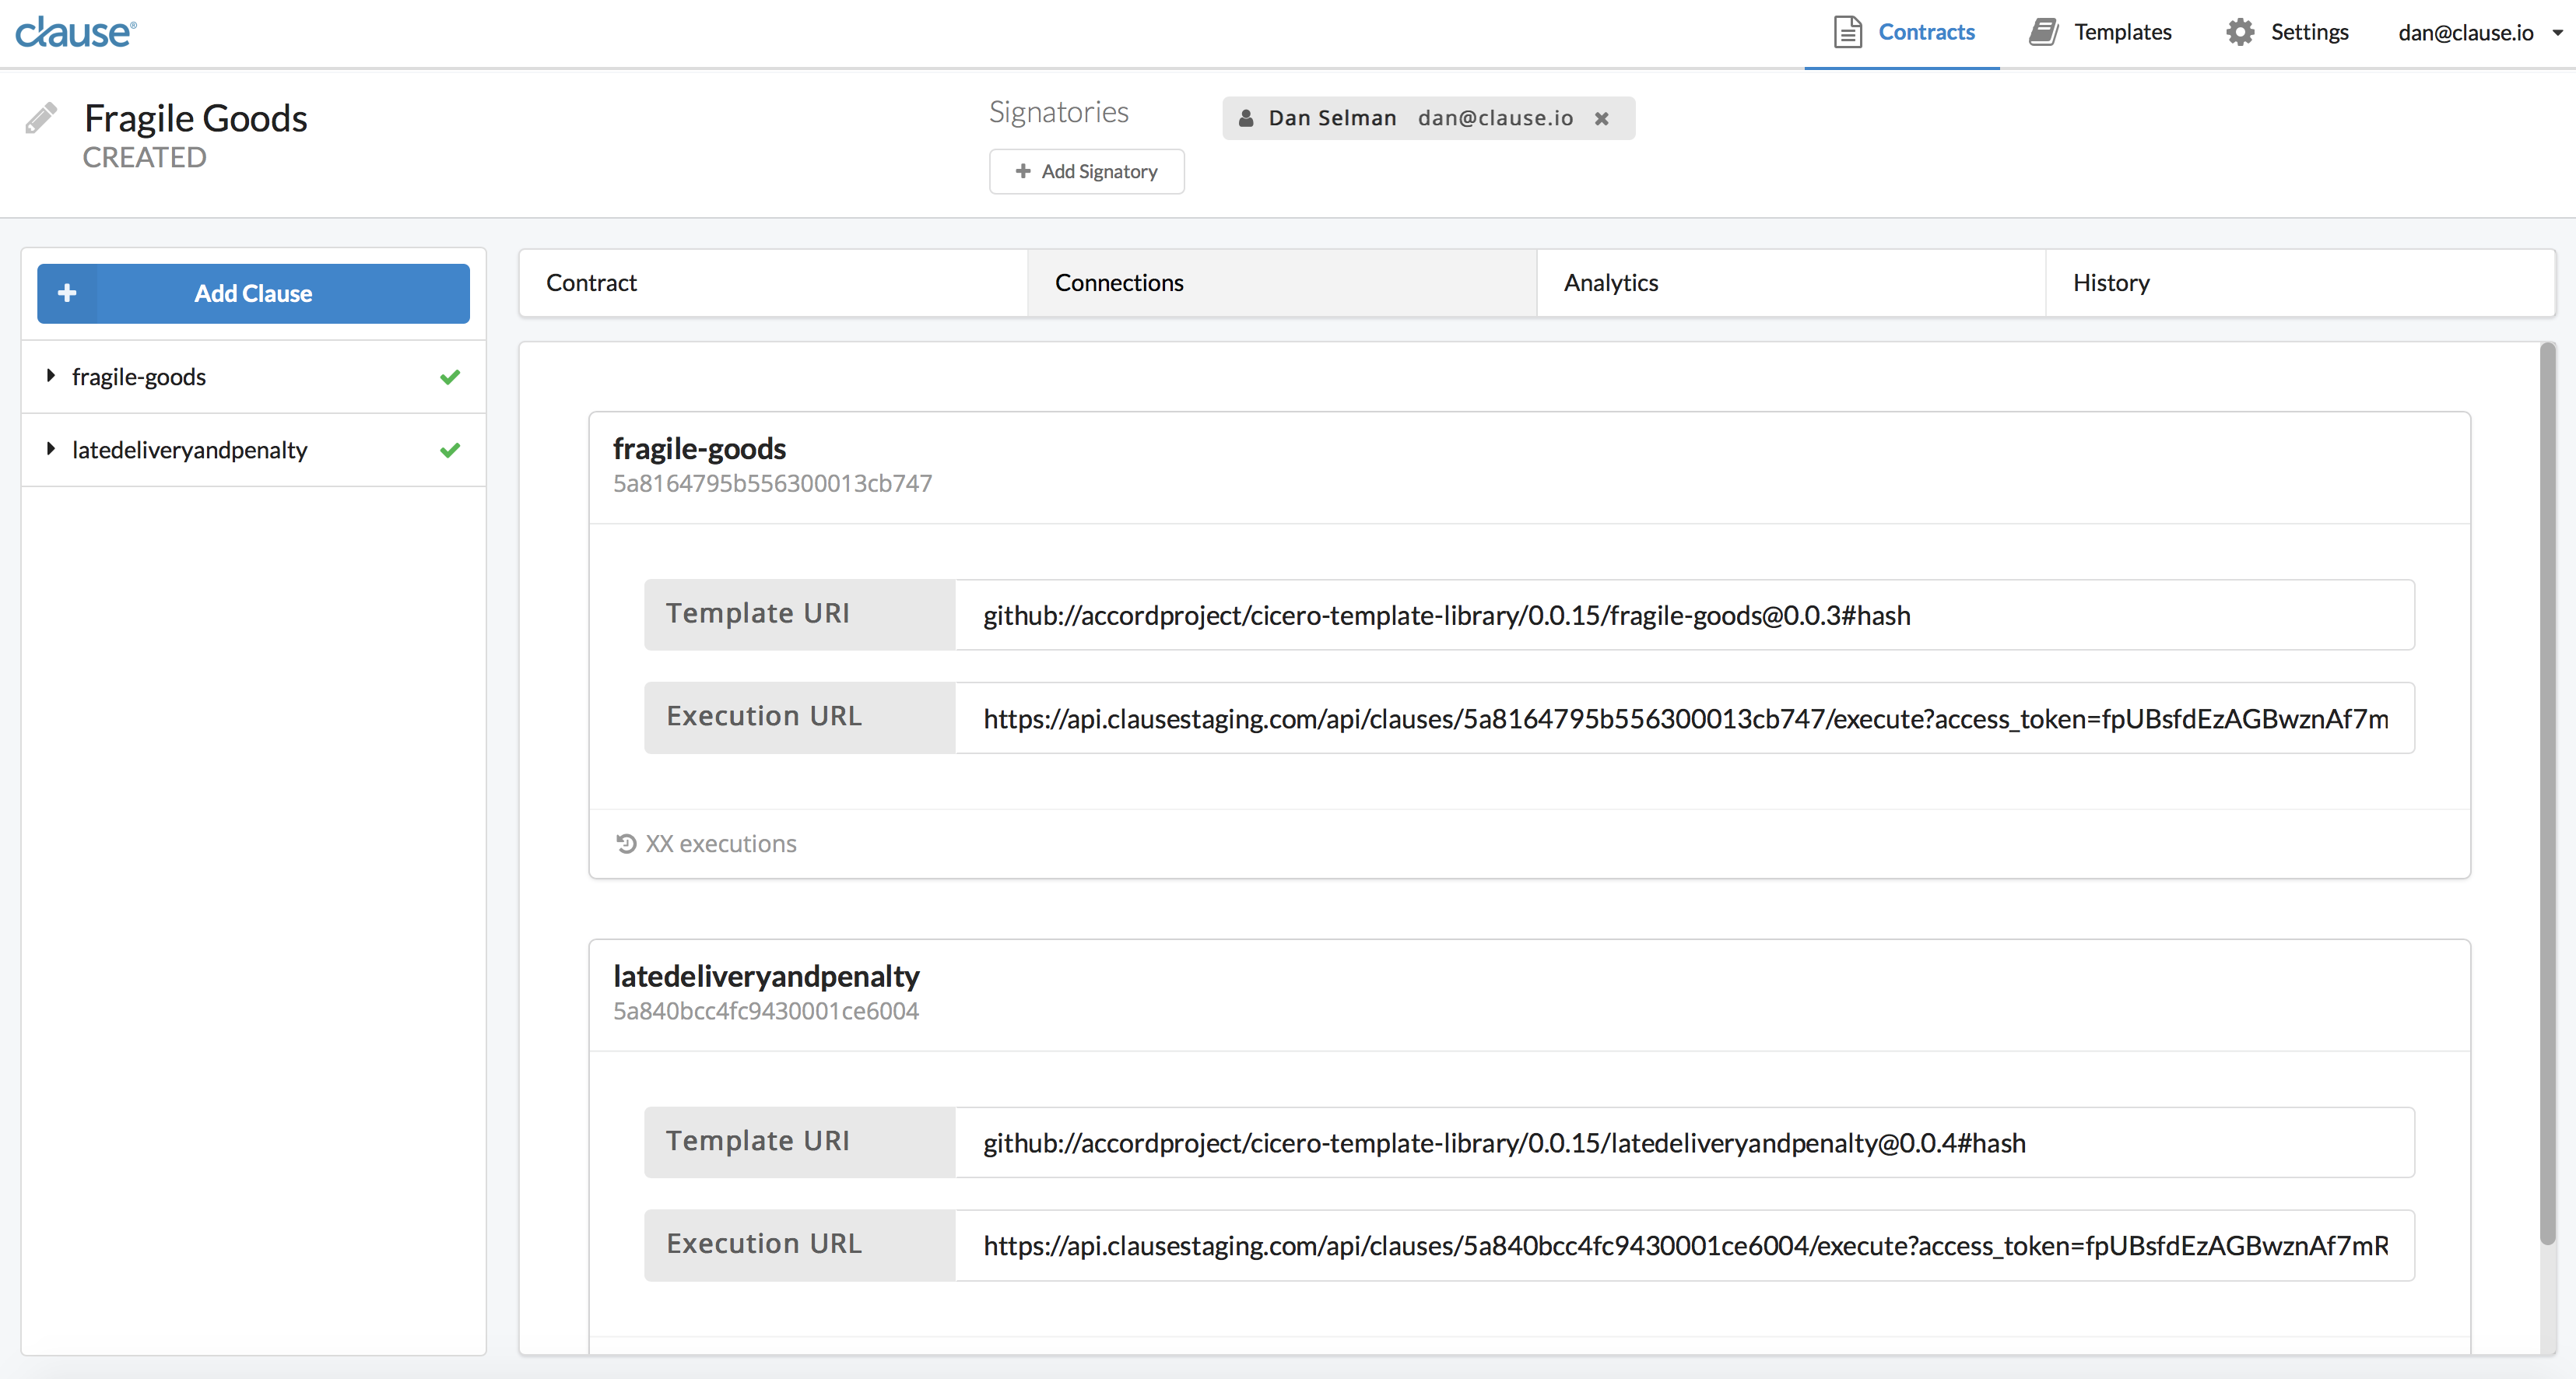 clause®
Contracts
Templates
Settings
dan@clause.io
Fragile Goods
CREATED
Signatories
Dan Selman dan@clause.io
Add Signatory
Add Clause
fragile-goods
latedeliveryandpenalty
Contract
Connections
Analytics
History
fragile-goods
5a8164795b556300013cb747
Template URI
github://accordproject/cicero-template-library/0.0.15/fragile-goods@0.0.3#hash
Execution URL
https://api.clausestaging.com/api/clauses/5a8164795b556300013cb747/execute?access_token=fpUBsfdEzAGBwznAf7m
XX executions
latedeliveryandpenalty
5a840bcc4fc9430001ce6004
Template URI
github://accordproject/cicero-template-library/0.0.15/latedeliveryandpenalty@0.0.4#hash
Execution URL
https://api.clausestaging.com/api/clauses/5a840bcc4fc9430001ce6004/execute?access_token=fpUBsfdEzAGBwznAf7mR